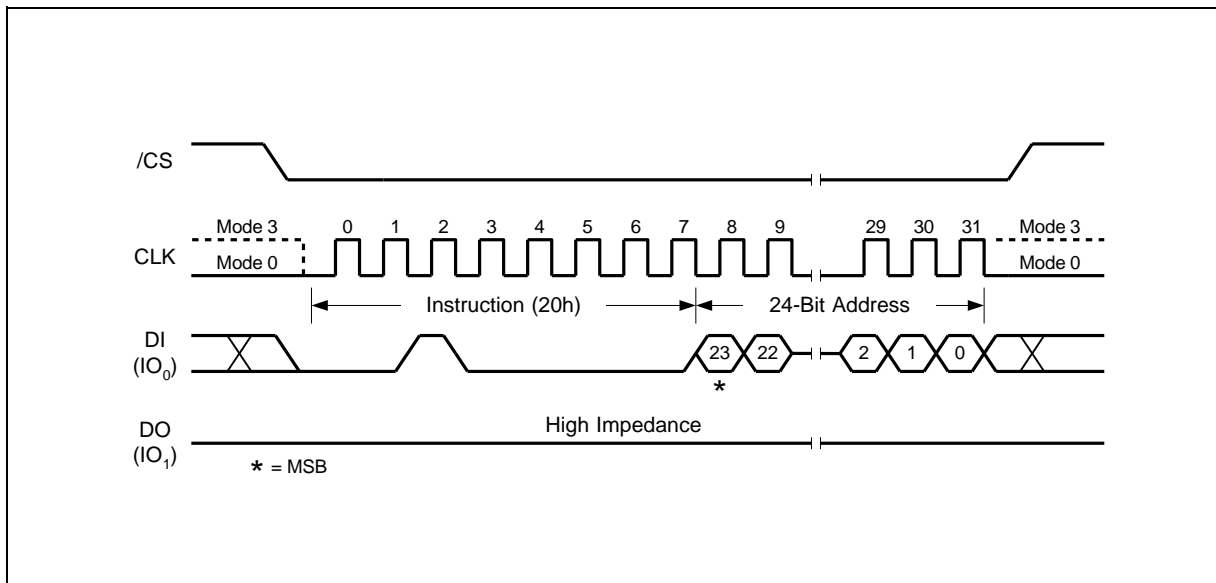 /CS
Mode 3 0 1 2 3 4 5 6 7 8 9 29 30 31 Mode 3
CLK
Mode 0 Mode 0
Instruction (20h) 24-Bit Address
DI
(IO0)
23 22 2 1 0
*
High Impedance
DO
(IO1)
* = MSB